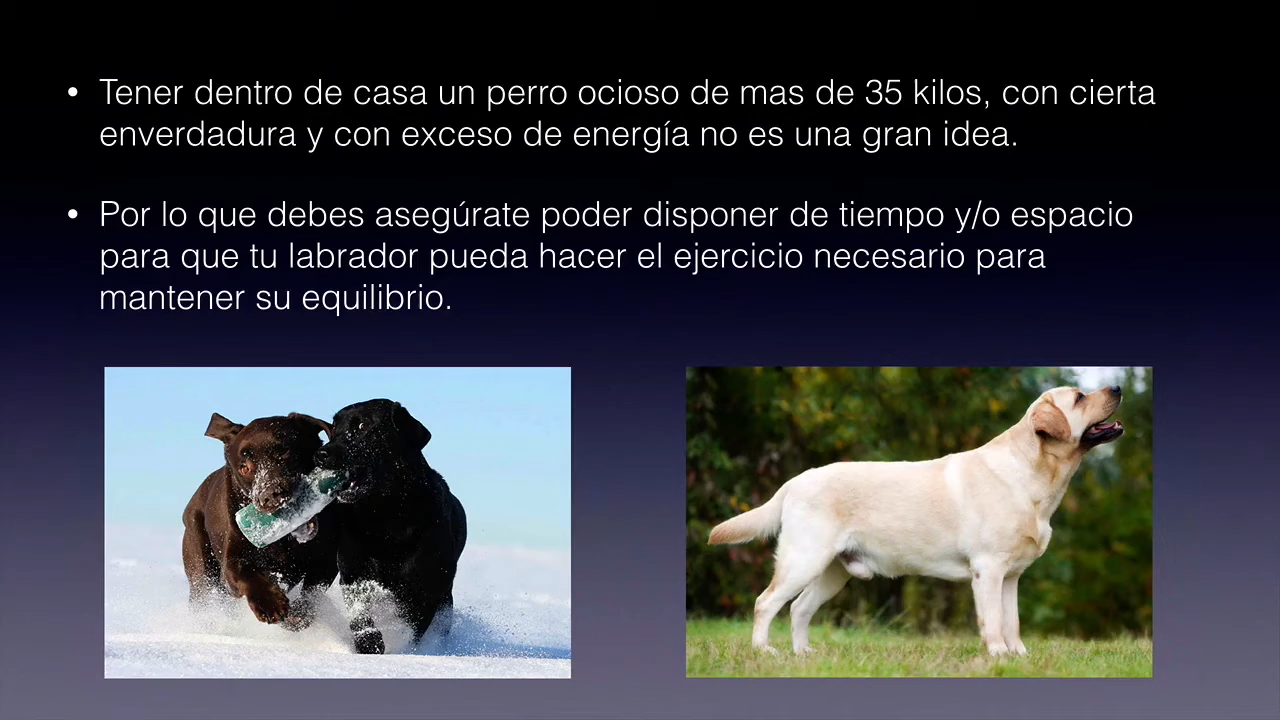 • Tener dentro de casa un perro ocioso de mas de 35 kilos, con cierta
enverdadura y con exceso de energía no es una gran idea.
• Por lo que debes asegúrate poder disponer de tiempo y/o espacio
para que tu labrador pueda hacer el ejercicio necesario para
mantener su equilibrio.